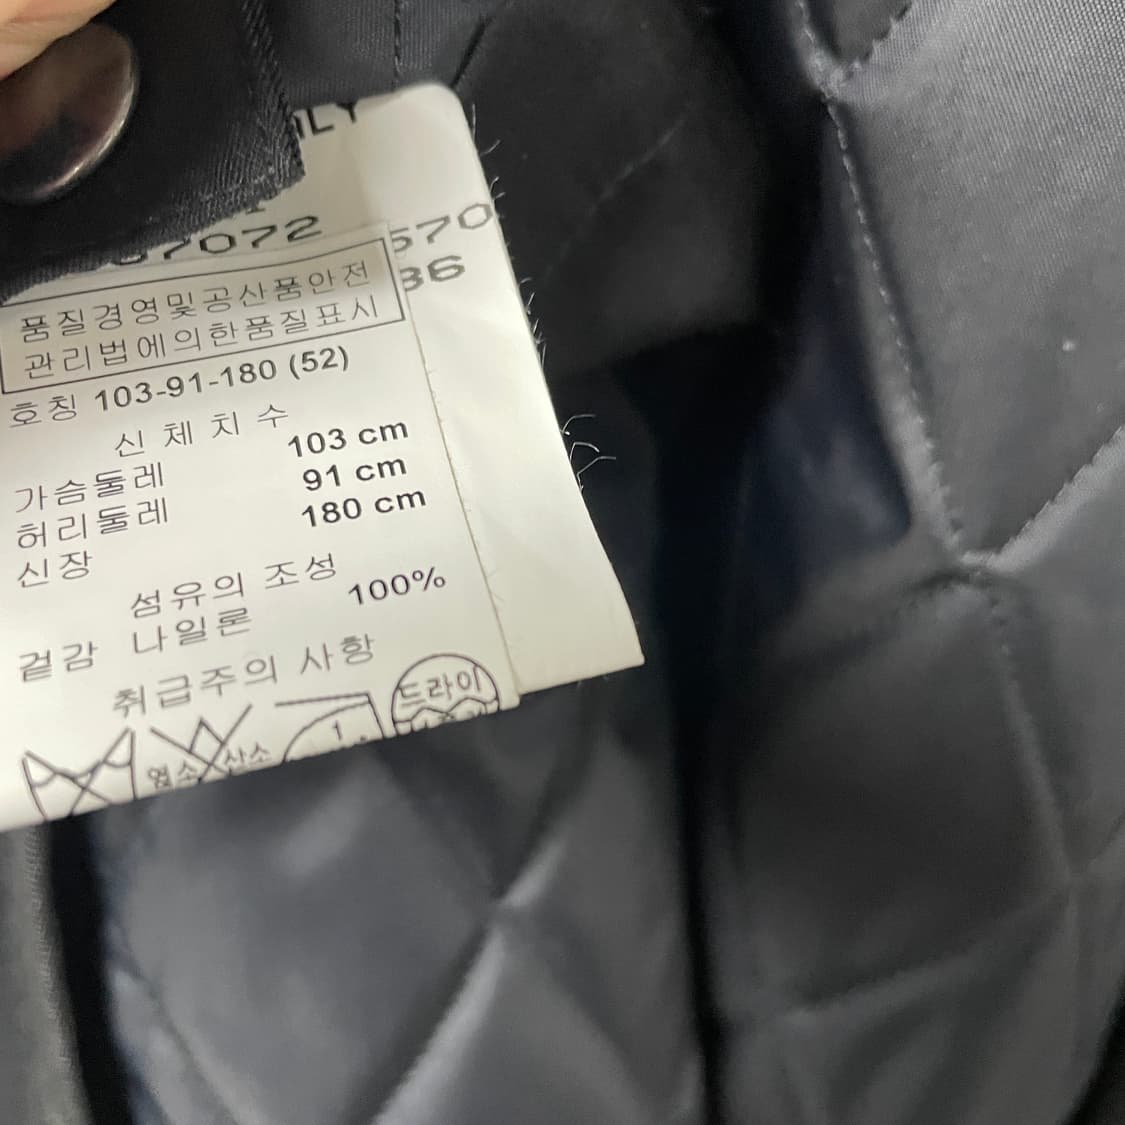 7072
570
36
품질경영및공산품안전
관리법에의한품질표시
호칭 103-91-180 (52)
신체치수
가슴둘레 103 cm
허리둘레 91 cm
신장 180 cm
섬유의 조성
겉감 나일론 100%
취급주의 사항
염소 산소
드라이